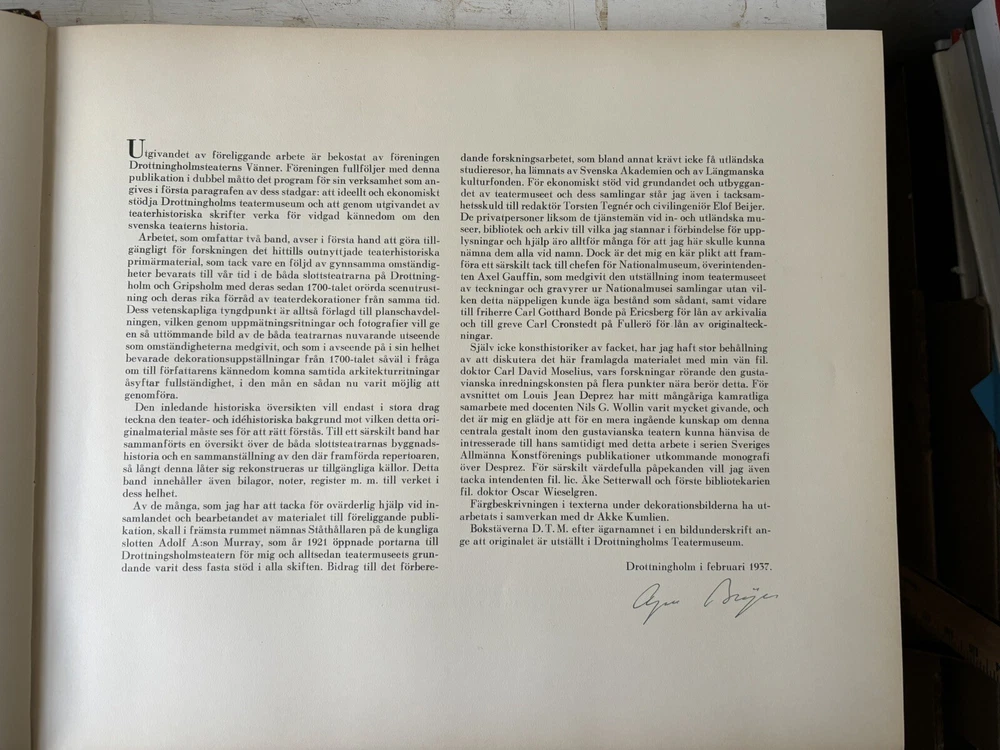 Utgivandet av föreliggande arbete är bekostat av föreningen
Drottningholmsteaterns Vänner. Föreningen fullföljer med denna
publikation i dubbel måtto det program för sin verksamhet som an-
gives i första paragrafen av dess stadgar: att ideellt och ekonomiskt
stödja Drottningholms teatermuseum och att genom utgivandet av
teaterhistoriska skrifter verka för vidgad kännedom om den
svenska teaterns historia.
Arbetet, som omfattar två band, avser i första hand att göra till-
gängligt för forskningen det hittills outnyttjade teaterhistoriska
primärmaterial, som tack vare en följd av gynnsamma omständig-
heter bevarats till vår tid i de båda slottsteatrarna på Drottning-
holm och Gripsholm med deras sedan 1700-talet orörda scenutrust-
ning och deras rika förråd av teaterdekorationer från samma tid.
Dess vetenskapliga tyngdpunkt är alltså förlagd till planschavdel-
ningen, vilken genom uppmätningsritningar och fotografier vill ge
en så uttömmande bild av de båda teatrarnas nuvarande utseende
som omständigheterna medgivit, och som i avseende på i sin helhet
bevarade dekorationsuppställningar från 1700-talet såväl i fråga
om till författarens kännedom komna samtida arkitekturritningar
åsyftar fullständighet, i den mån en sådan nu varit möjlig att
genomföra.
Den inledande historiska översikten vill endast i stora drag
teckna den teater- och idéhistoriska bakgrund mot vilken detta ori-
ginalmaterial måste ses för att rätt förstås. Till ett särskilt band har
sammanförts en översikt över de båda slottsteatrarnas byggnads-
historia och en sammanställning av den där framförda repertoaren,
så långt denna låter sig rekonstrueras ur tillgängliga källor. Detta
band innehåller även bilagor, noter, register m. m. till verket i
dess helhet.
Av de många, som jag har att tacka för ovärderlig hjälp vid in-
samlandet och bearbetandet av materialet till föreliggande publi-
kation, skall i främsta rummet nämnas Ståthållaren på de kungliga
slotten Adolf A:son Murray, som år 1921 öppnade portarna till
Drottningsholmsteatern för mig och alltsedan teatermuseets grun-
dande varit dess fasta stöd i alla skiften. Bidrag till det förbere-
dande forskningsarbetet, som bland annat krävt icke få utländska
studieresor, ha lämnats av Svenska Akademien och av Längmanska
kulturfonden. För ekonomiskt stöd vid grundandet och utbyggan-
det av teatermuseet och dess samlingar står jag även i tacksam-
hetsskuld till redaktör Torsten Tegnér och civilingeniör Elof Beijer.
De privatpersoner liksom de tjänstemän vid in- och utländska mu-
seer, bibliotek och arkiv till vilka jag stannar i förbindelse för upp-
lysningar och hjälp äro alltför många för att jag här skulle kunna
nämna dem alla vid namn. Dock är det mig en kär plikt att fram-
föra ett särskilt tack till chefen för Nationalmuseum, överintenden-
ten Axel Gauffin, som medgivit den utställning inom teatermuseet
av teckningar och gravyrer ur Nationalmusei samlingar utan vil-
ken detta näppeligen kunde äga bestånd som sådant, samt vidare
till friherre Carl Gotthard Bonde på Ericsberg för lån av arkivalia
och till greve Carl Cronstedt på Fullerö för lån av originalteck-
ningar.
Själv icke konsthistoriker av facket, har jag haft stor behållning
av att diskutera det här framlagda materialet med min vän fil.
doktor Carl David Moselius, vars forskningar rörande den gusta-
vianska inredningskonsten på flera punkter nära berör detta. För
avsnittet om Louis Jean Deprez har mitt mångåriga kamratliga
samarbete med docenten Nils G. Wollin varit mycket givande, och
det är mig en glädje att för en mera ingående kunskap om denna
centrala gestalt inom den gustavianska teatern kunna hänvisa de
intresserade till hans samtidigt med detta arbete i serien Sveriges
Allmänna Konstförenings publikationer utkommande monografi
över Desprez. För särskilt värdefulla påpekanden vill jag även
tacka intendenten fil. lic. Åke Setterwall och förste bibliotekarien
fil. doktor Oscar Wieselgren.
Färgbeskrivningen i texterna under dekorationsbilderna ha ut-
arbetats i samverkan med dr Akke Kumlien.
Bokstäverna D. T. M. efter ägarnamnet i en bildunderskrift an-
ge att originalet är utställt i Drottningholms Teatermuseum.
Drottningholm i februari 1937.
Agne Beijer